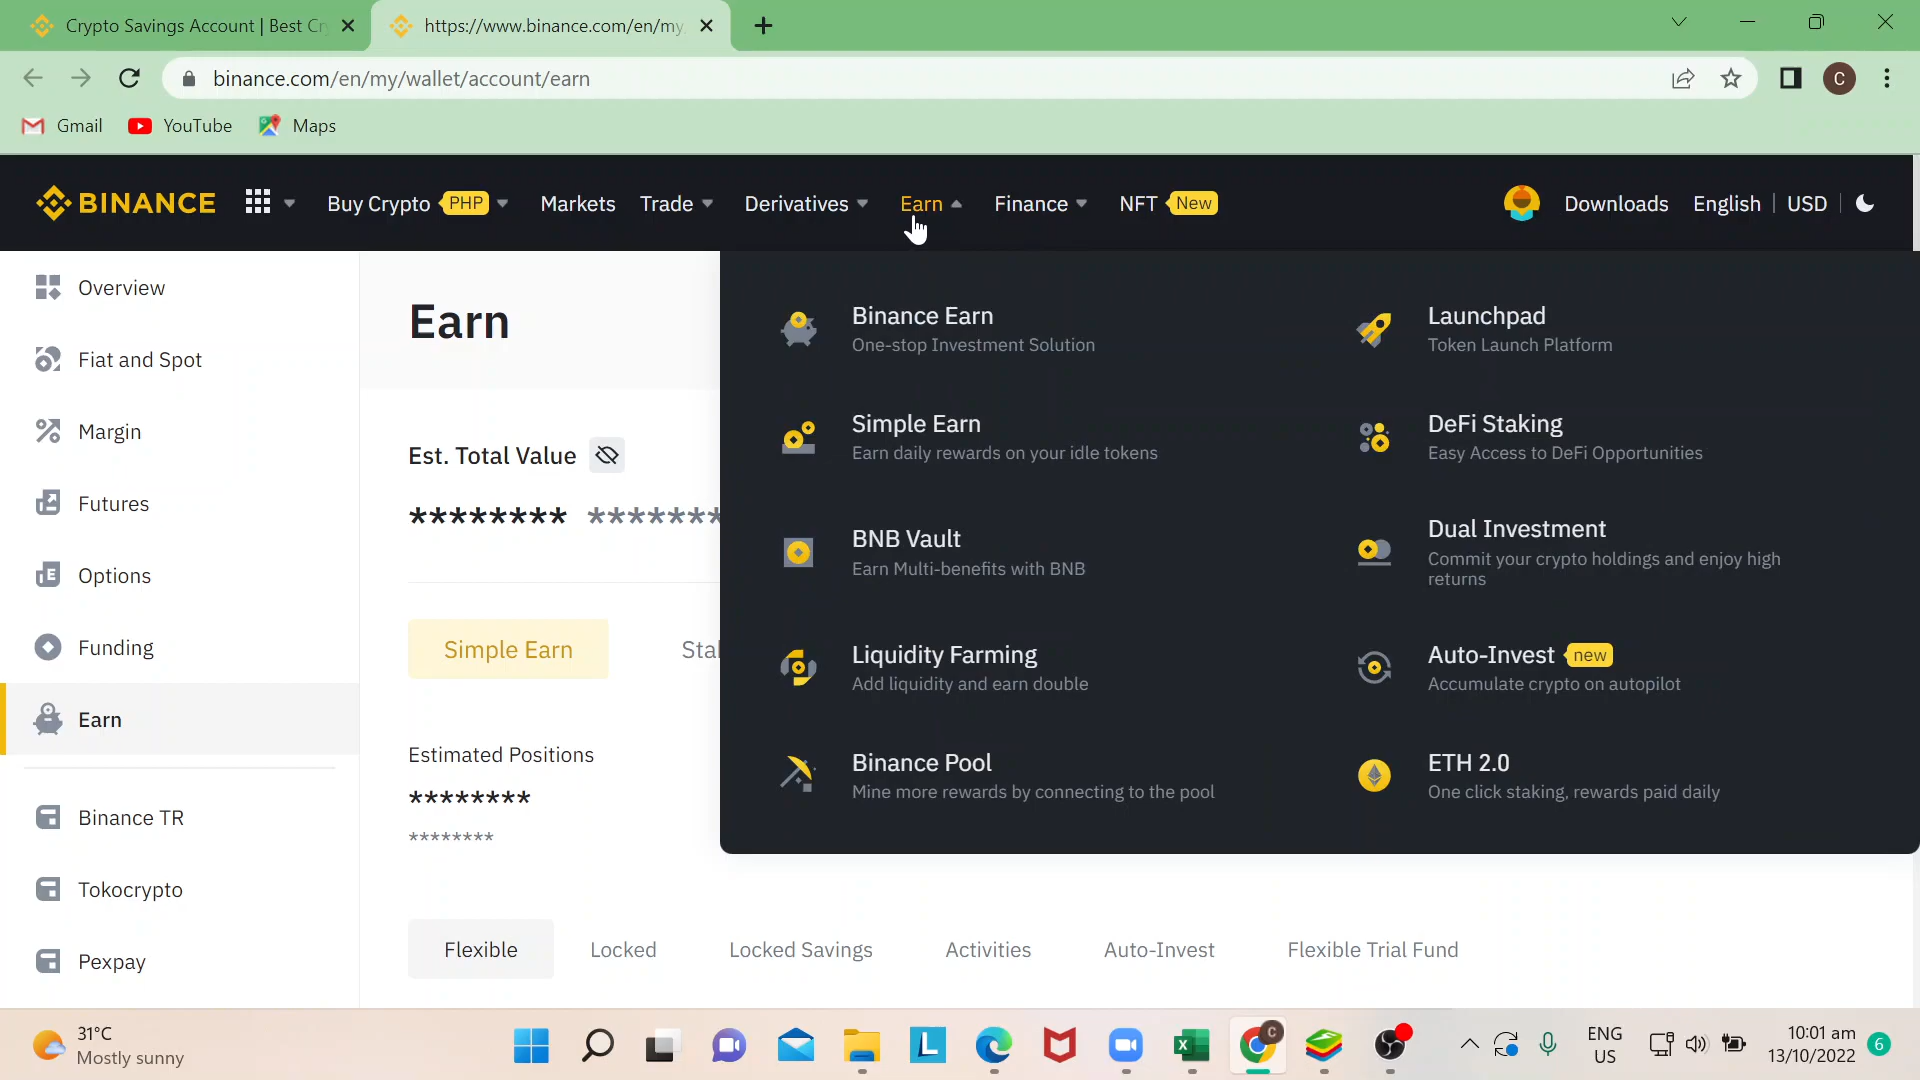 Crypto Savings Account | Best Cr
https://www.binance.com/en/my
binance.com/en/my/wallet/account/earn
C
Gmail
YouTube
Maps
BINANCE
Buy Crypto PHP
Markets
Trade
Derivatives
Earn
Finance
NFT New
Downloads
English
USD
Overview
Fiat and Spot
Margin
Futures
Options
Funding
Earn
Binance TR
Tokocrypto
Pexpay
Earn
Est. Total Value
******** *******
Simple Earn
Sta
Estimated Positions
********
********
Flexible
Locked
Locked Savings
Activities
Auto-Invest
Flexible Trial Fund
Binance Earn
One-stop Investment Solution
Simple Earn
Earn daily rewards on your idle tokens
BNB Vault
Earn Multi-benefits with BNB
Liquidity Farming
Add liquidity and earn double
Binance Pool
Mine more rewards by connecting to the pool
Launchpad
Token Launch Platform
DeFi Staking
Easy Access to DeFi Opportunities
Dual Investment
Commit your crypto holdings and enjoy high
returns
Auto-Invest new
Accumulate crypto on autopilot
ETH 2.0
One click staking, rewards paid daily
31°C
Mostly sunny
L
X
C
ENG
US
10:01 am
13/10/2022
6